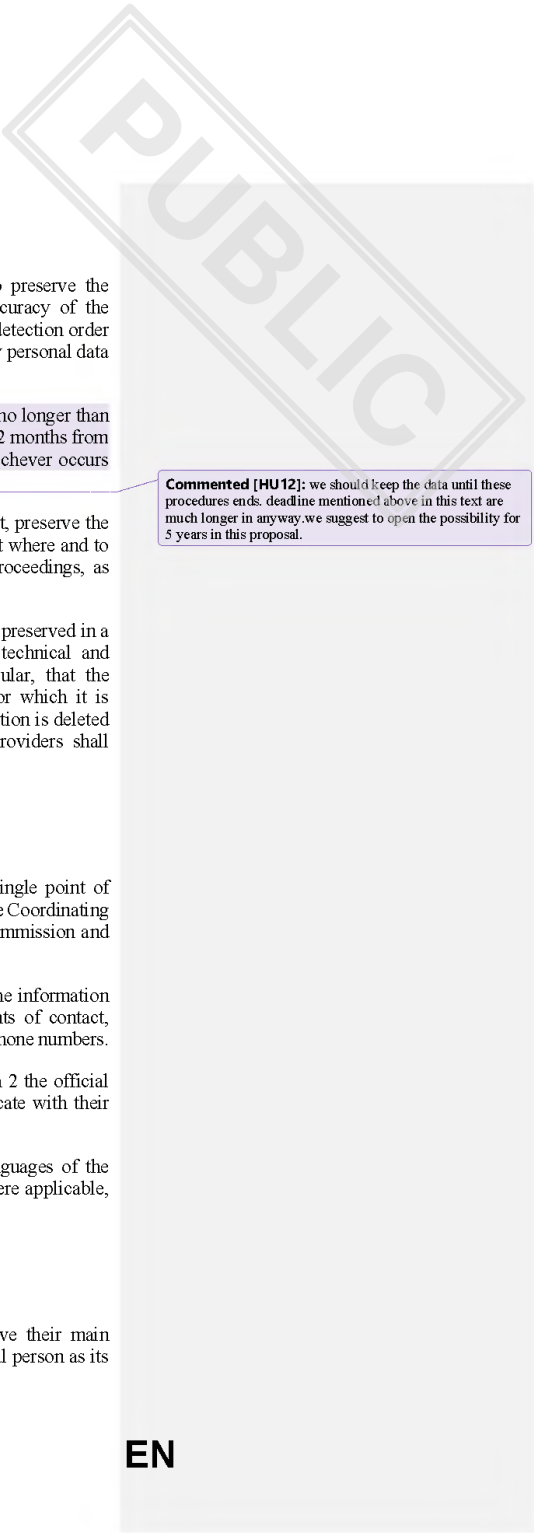 PUBLIC
preserve the
curacy of the
detection order
personal data
no longer than
2 months from
chever occurs
Commented [HU12]: we should keep the data until these
procedures ends. deadline mentioned above in this text are
much longer in anyway.we suggest to open the possibility for
5 years in this proposal.
t, preserve the
t where and to
roceedings, as
preserved in a
technical and
ular, that the
or which it is
tion is deleted
roviders shall
ingle point of
e Coordinating
mmission and
ne information
nts of contact,
hone numbers.
2 the official
cate with their
guages of the
ere applicable,
ve their main
l person as its
EN